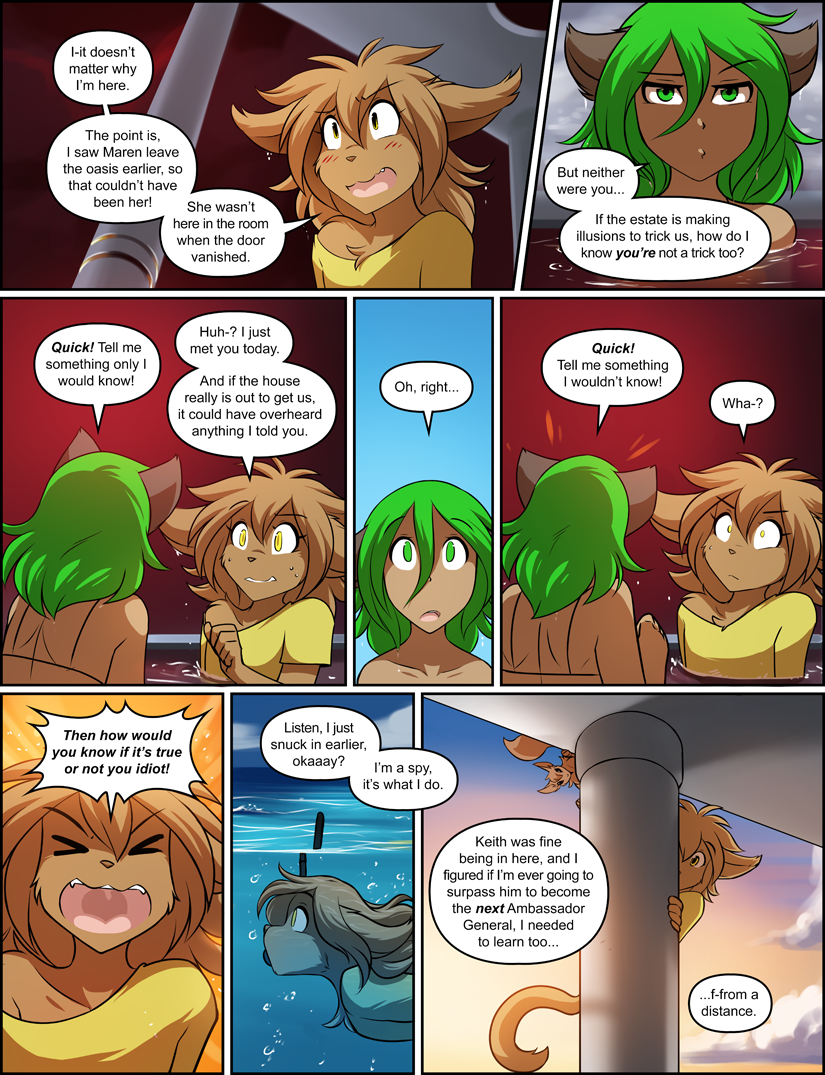 I-it doesn't
matter why
I'm here.
The point is,
I saw Maren leave
the oasis earlier, so
that couldn't have
been her!
She wasn't
here in the room
when the door
vanished.
But neither
were you...
If the estate is making
illusions to trick us, how do I
know you're not a trick too?
Quick! Tell me
something only I
would know!
Huh-? I just
met you today.
And if the house
really is out to get us,
it could have overheard
anything I told you.
Oh, right...
Quick!
Tell me something
I wouldn't know!
Wha-?
Then how would
you know if it's true
or not you idiot!
Listen, I just
snuck in earlier,
okaaay?
I'm a spy,
it's what I do.
Keith was fine
being in here, and I
figured if I'm ever going to
surpass him to become
the next Ambassador
General, I needed
to learn too...
...f-from a
distance.